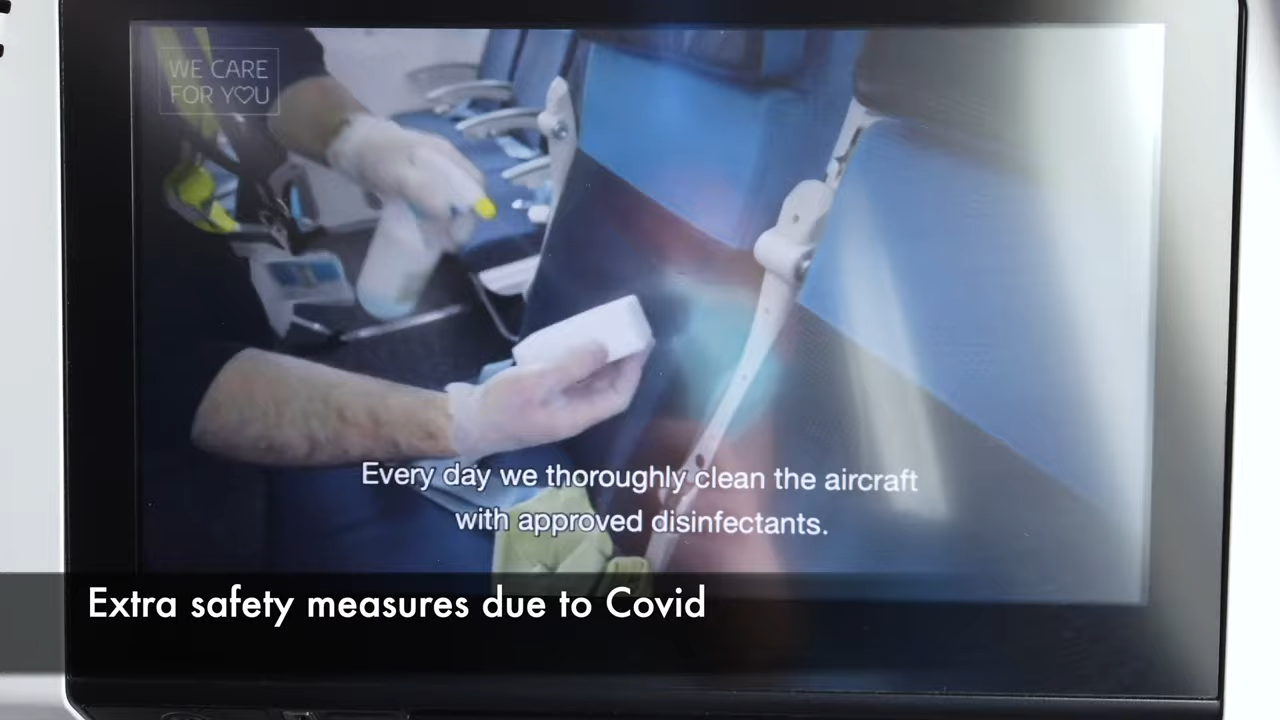 WE CARE
FOR YOU
Every day we thoroughly clean the aircraft
with approved disinfectants.
Extra safety measures due to Covid